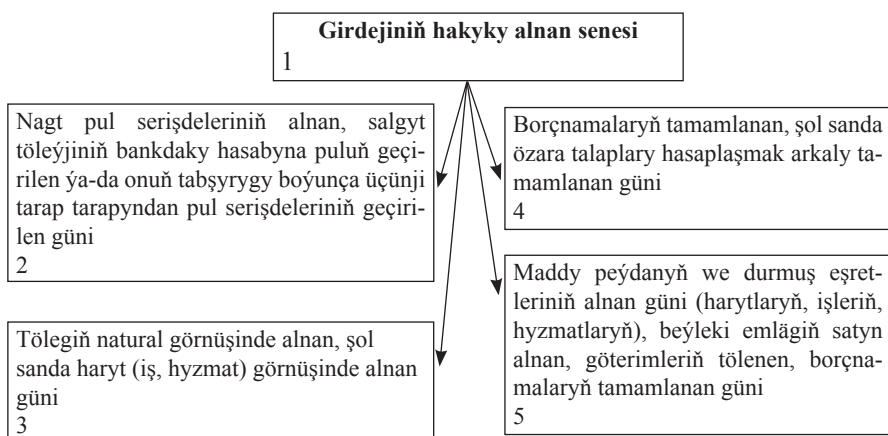 Girdejiniň hakyky alnan senesi
1
Nagt pul serişdeleriniň alnan, salgyt
töleýjiniň bankdaky hasabyna puluň geçi-
rilen ýa-da onuň tabşyrygy boýunça üçünji
tarap tarapyndan pul serişdeleriniň geçiri-
len güni
2
Tölegiň natural görnüşinde alnan, şol
sanda haryt (iş, hyzmat) görnüşinde alnan
güni
3
Borçnamalaryň tamamlanan, şol sanda
özara talaplary hasaplaşmak arkaly ta-
mamlanan güni
4
Maddy peýdanyň we durmuş eşret-
leriniň alnan güni (harytlaryň, işleriň,
hyzmatlaryň), beýleki emlägiň satyn
alnan, göterimleriň tölenen, borçna-
malaryň tamamlanan güni
5